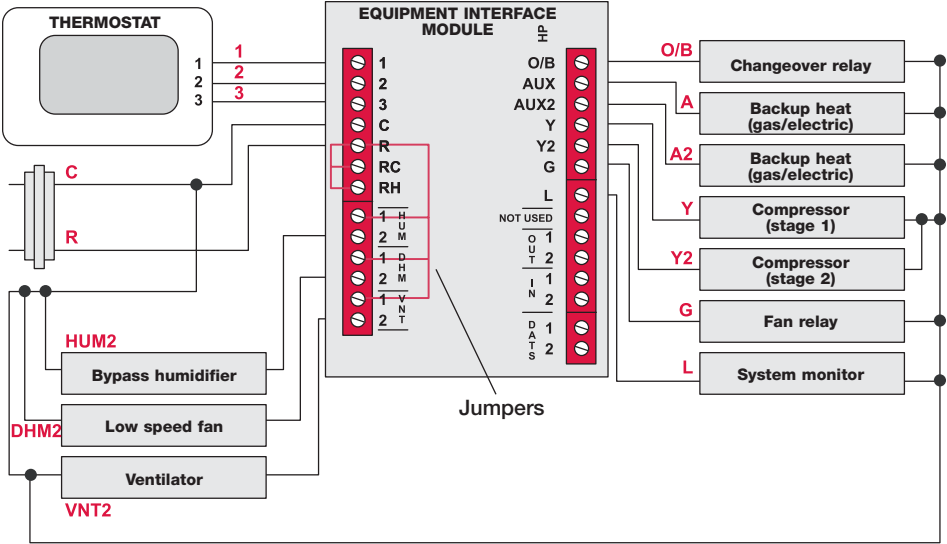 THERMOSTAT
1
2
3
1
2
3
EQUIPMENT INTERFACE
MODULE
HP
1
2
3
C
R
RC
RH
1
2
HUM
1
2
DHM
1
2
VNT
O/B
AUX
AUX2
Y
Y2
G
L
NOT USED
OUT
1
2
IN
1
2
DATS
1
2
C
R
HUM2
Bypass humidifier
DHM2
Low speed fan
Ventilator
VNT2
Jumpers
O/B
Changeover relay
A
Backup heat
(gas/electric)
A2
Backup heat
(gas/electric)
Y
Compressor
(stage 1)
Y2
Compressor
(stage 2)
G
Fan relay
L
System monitor